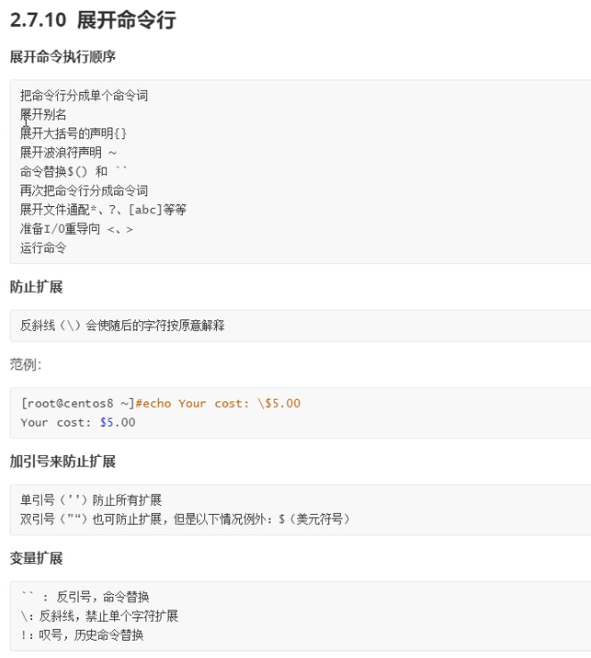 2.7.10 展开命令行
展开命令执行顺序
把命令行分成单个命令词
展开别名
展开大括号的声明{}
展开波浪符声明 ~
命令替换$() 和 ``
再次把命令行分成命令词
展开文件通配*、?、[abc]等等
准备I/0重导向 <、>
运行命令
防止扩展
反斜线（\）会使随后的字符按原意解释
范例：
[root@centos8 ~]#echo Your cost: \$5.00
Your cost: $5.00
加引号来防止扩展
单引号（’’）防止所有扩展
双引号（”“）也可防止扩展，但是以下情况例外：$（美元符号）
变量扩展
`` : 反引号，命令替换
\：反斜线，禁止单个字符扩展
!：叹号，历史命令替换